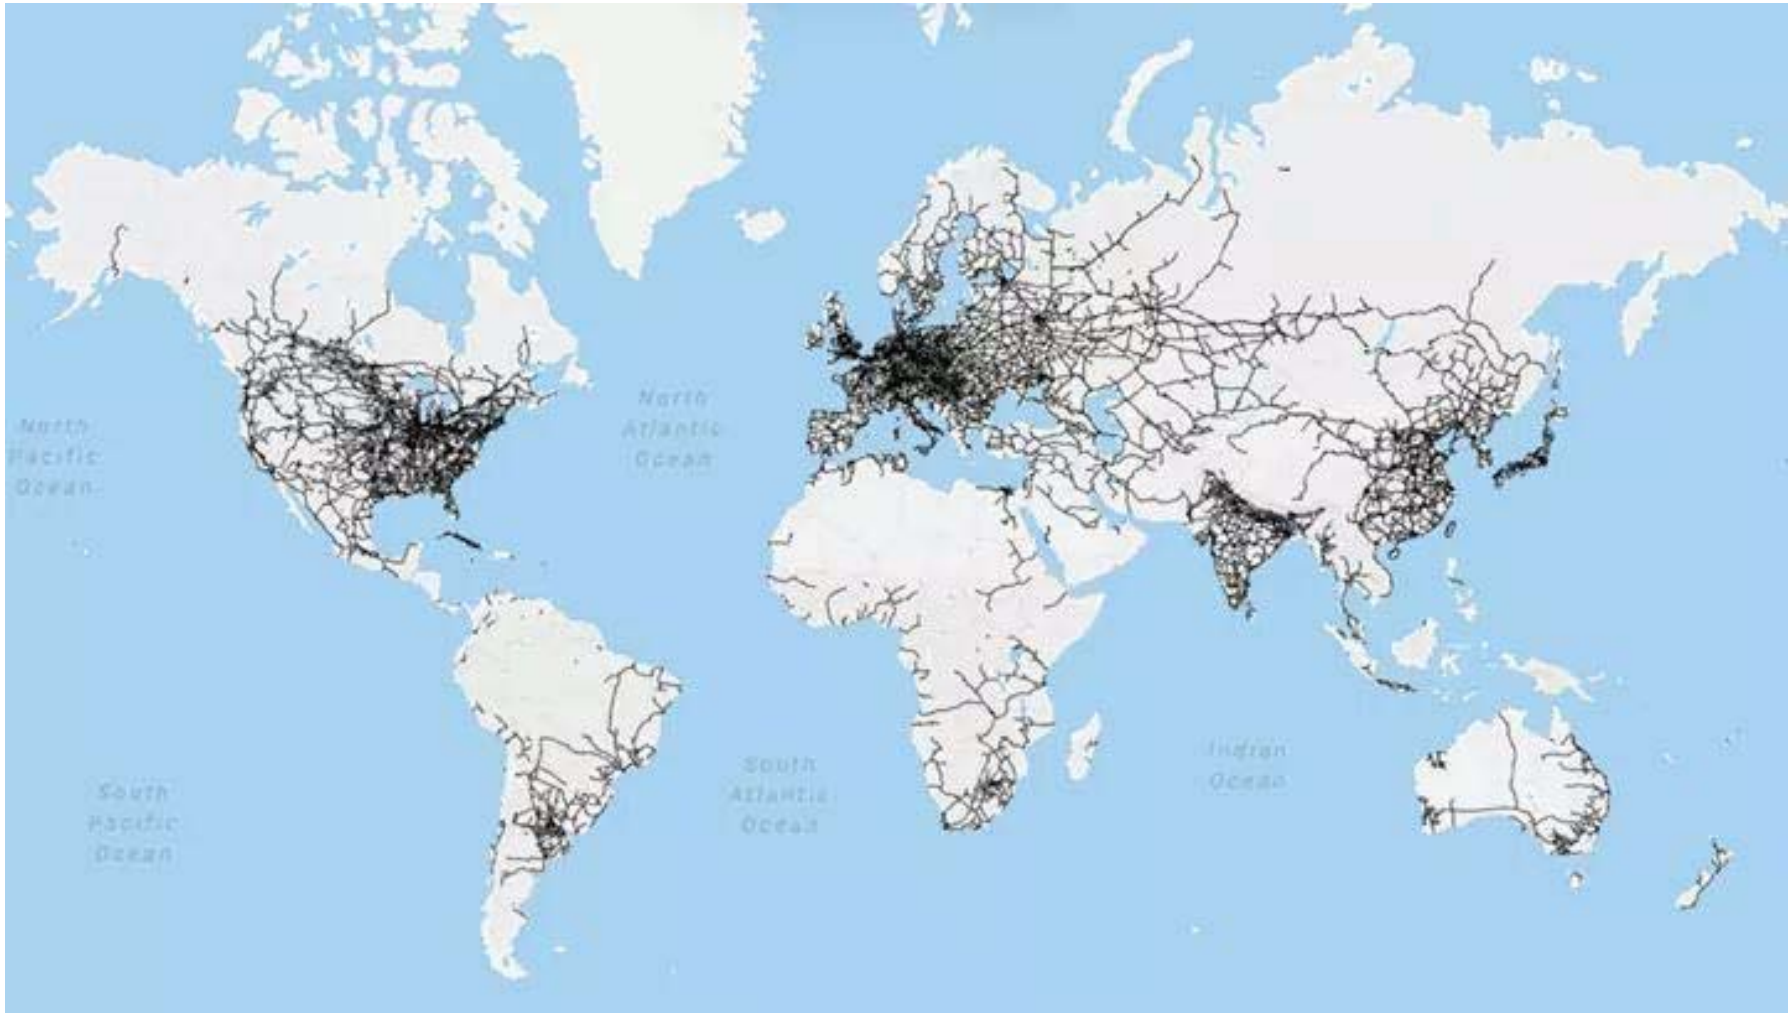 North
Pacific
Ocean
North
Atlantic
Ocean
South
Pacific
Ocean
South
Atlantic
Ocean
Indian
Ocean